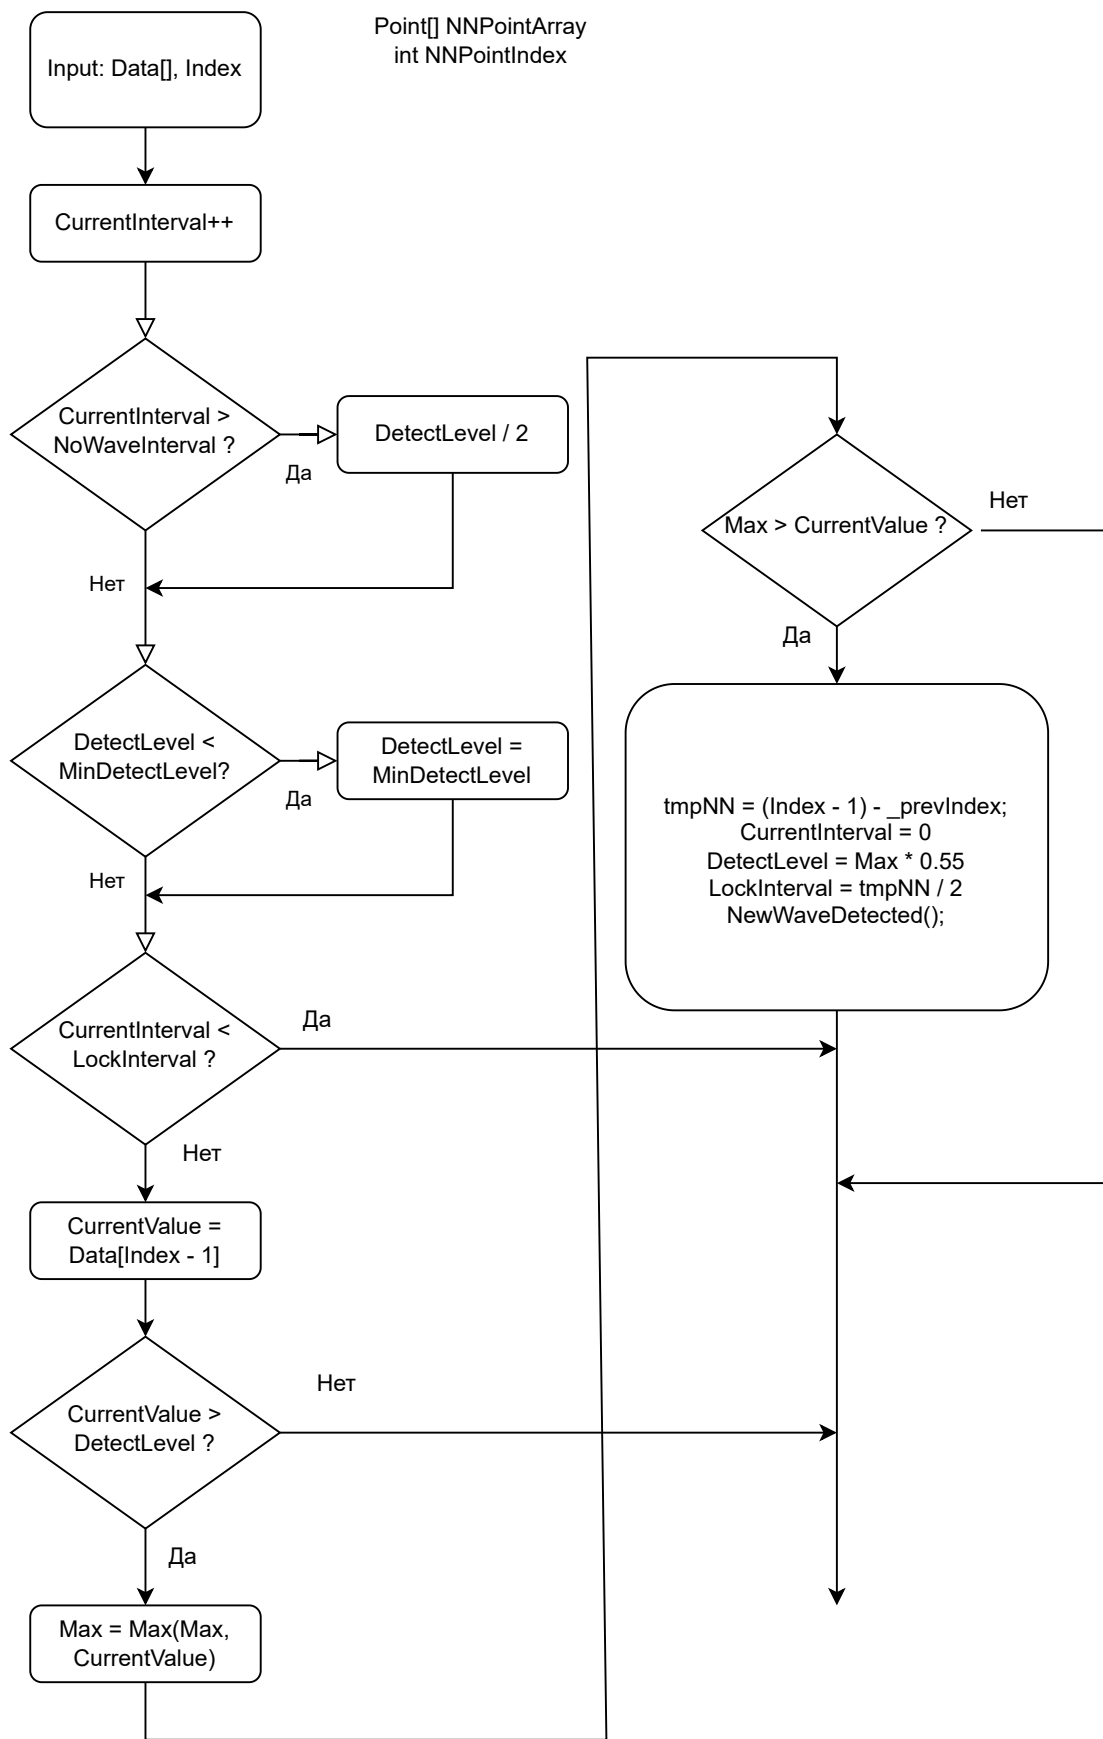 Input: Data[], Index
Point[] NNPointArray
int NNPointIndex
CurrentInterval++
CurrentInterval >
NoWaveInterval ?
Да
DetectLevel / 2
Нет
DetectLevel <
MinDetectLevel?
Да
DetectLevel =
MinDetectLevel
Нет
CurrentInterval <
LockInterval ?
Да
Нет
CurrentValue =
Data[Index - 1]
CurrentValue >
DetectLevel ?
Нет
Да
Max = Max(Max,
CurrentValue)
Max > CurrentValue ?
Нет
Да
tmpNN = (Index - 1) - _prevIndex;
CurrentInterval = 0
DetectLevel = Max * 0.55
LockInterval = tmpNN / 2
NewWaveDetected();